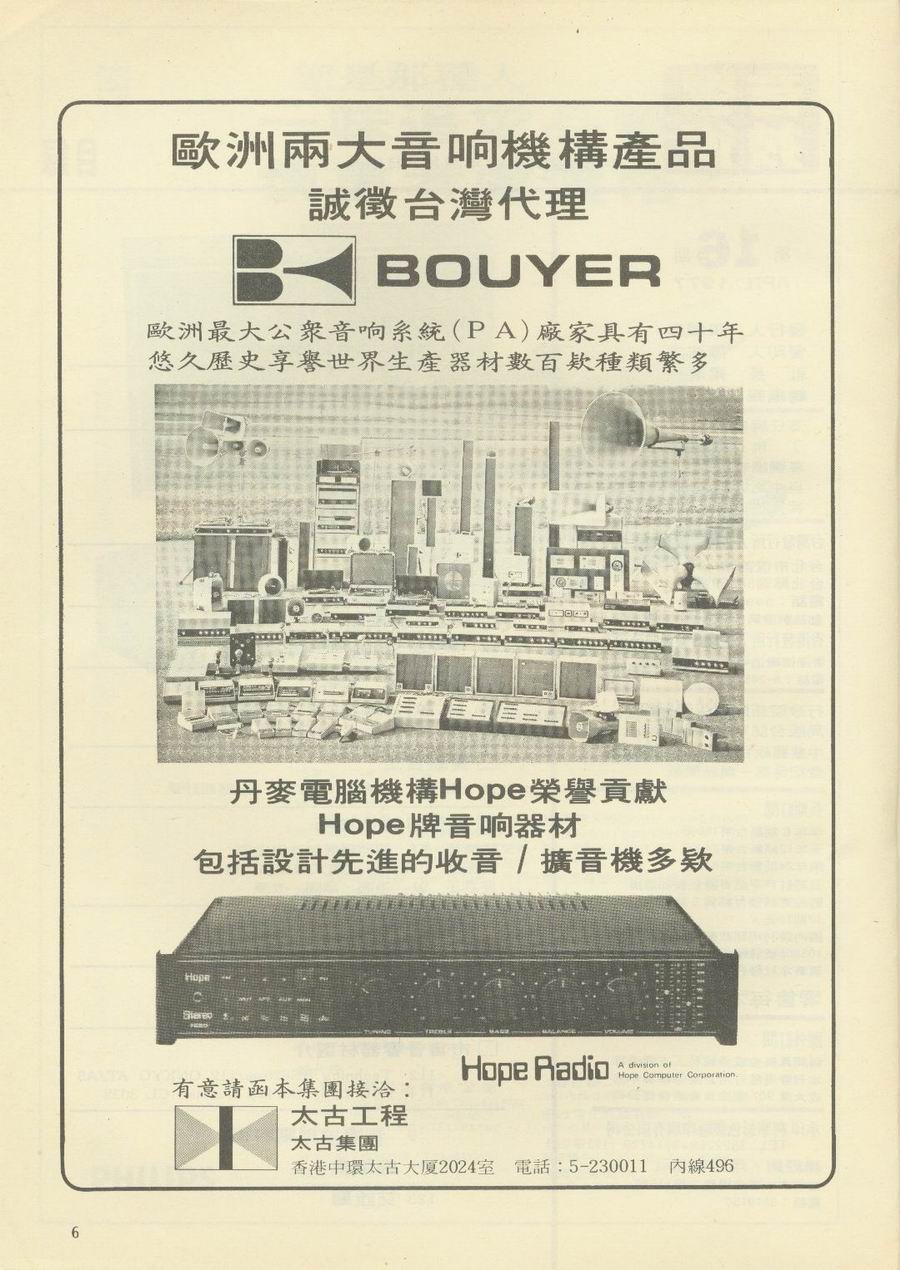 歐洲兩大音响機構產品
誠徵台灣代理
BOUYER
歐洲最大公衆音响系統(PA)廠家具有四十年
悠久歷史享譽世界生產器材數百欵種類繁多
丹麥電腦機構Hope榮譽貢獻
Hope牌音响器材
包括設計先進的收音/擴音機多欵
Hope
Stereo
TUNING TREBLE BASS BALANCE VOLUME
Hope Radio A division of
Hope Computer Corporation.
有意請函本集團接洽：
太古工程
太古集團
香港中環太古大厦2024室 電話：5-230011 內線496
6